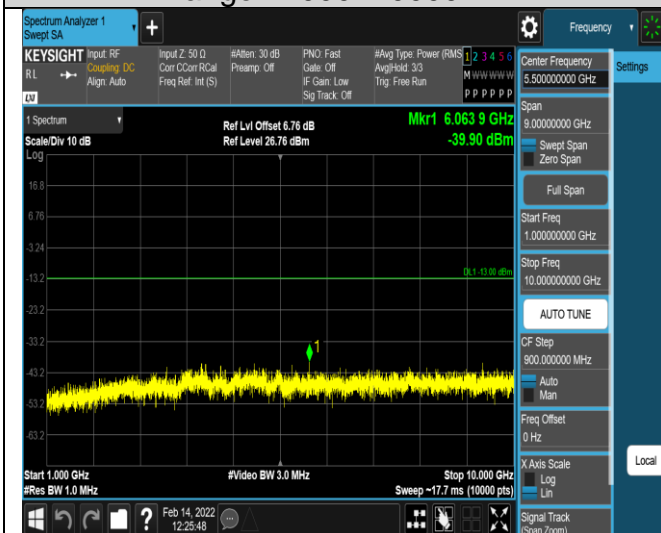 Spectrum Analyzer 1
Swept SA
+
Frequency
KEYSIGHT
R L
LXI
Input: RF
Coupling: DC
Align: Auto
Input Z: 50 Ω
Corr CCorr RCal
Freq Ref: Int (S)
#Atten: 30 dB
Preamp: Off
PNO: Fast
Gate: Off
IF Gain: Low
Sig Track: Off
#Avg Type: Power (RMS
Avg|Hold: 3/3
Trig: Free Run
1 2 3 4 5 6
M W W W W W
P P P P P P
1 Spectrum
Scale/Div 10 dB
Log
Ref Lvl Offset 6.76 dB
Ref Level 26.76 dBm
Mkr1 6.063 9 GHz
-39.90 dBm
16.8
6.76
-3.24
-13.2
DL1 -13.00 dBm
-23.2
-33.2
1
-43.2
-53.2
-63.2
Start 1.000 GHz
#Res BW 1.0 MHz
#Video BW 3.0 MHz
Stop 10.000 GHz
Sweep ~17.7 ms (10000 pts)
?
Feb 14, 2022
12:25:48
Center Frequency
5.500000000 GHz
Span
9.00000000 GHz
Swept Span
Zero Span
Full Span
Start Freq
1.000000000 GHz
Stop Freq
10.000000000 GHz
AUTO TUNE
CF Step
900.000000 MHz
Auto
Man
Freq Offset
0 Hz
X Axis Scale
Log
Lin
Signal Track
(Span Zoom)
Settings
Local